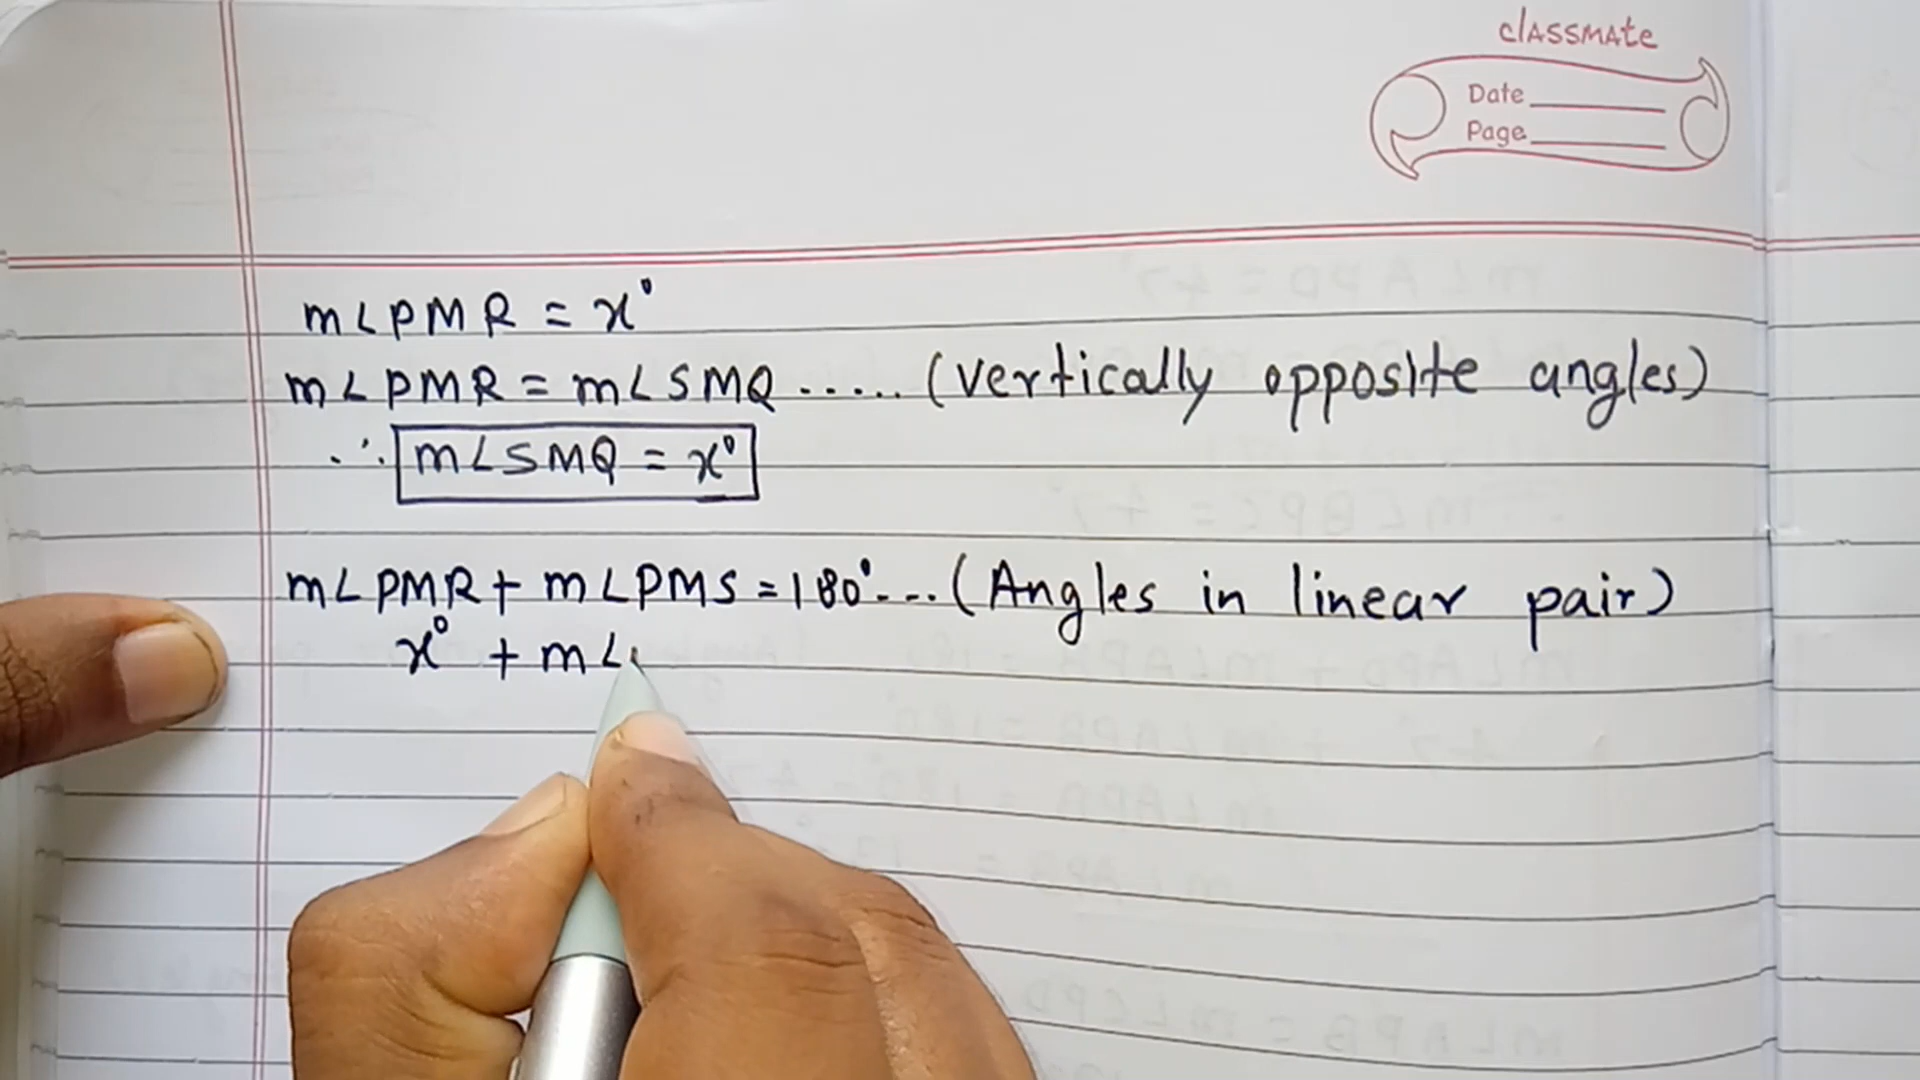 classmate
Date
Page
m∠PMR = x°
m∠PMR = m∠SMQ ..... (vertically opposite angles)
∴ m∠SMQ = x°
m∠PMR + m∠PMS = 180° ... (Angles in linear pair)
x° + m∠